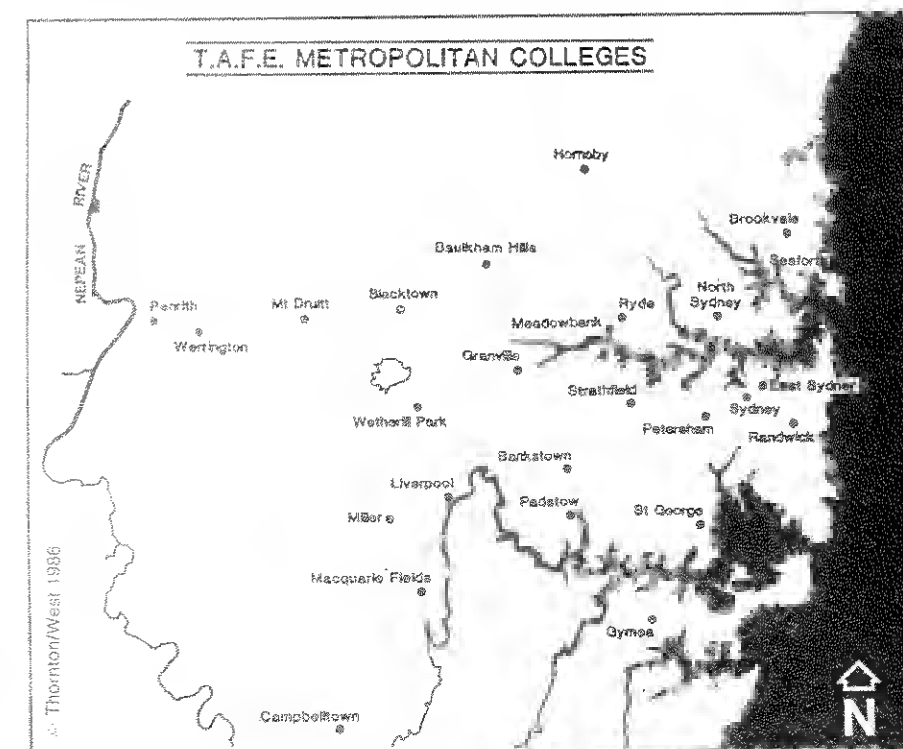 T.A.F.E. METROPOLITAN COLLEGES
Hornsby
RIVER
NEPEAN
Brookvale
Baulkham Hills
Seaforth
North
Sydney
Blacktown
Penrith
Mt Druitt
Ryde
Meadowbank
Werrington
Granville
East Sydney
Strathfield
Sydney
Wetherill Park
Petersham
Randwick
Bankstown
Liverpool
Padstow
St George
Miller
Macquarie Fields
Gymea
© Thornton/West 1986
Campbelltown
N